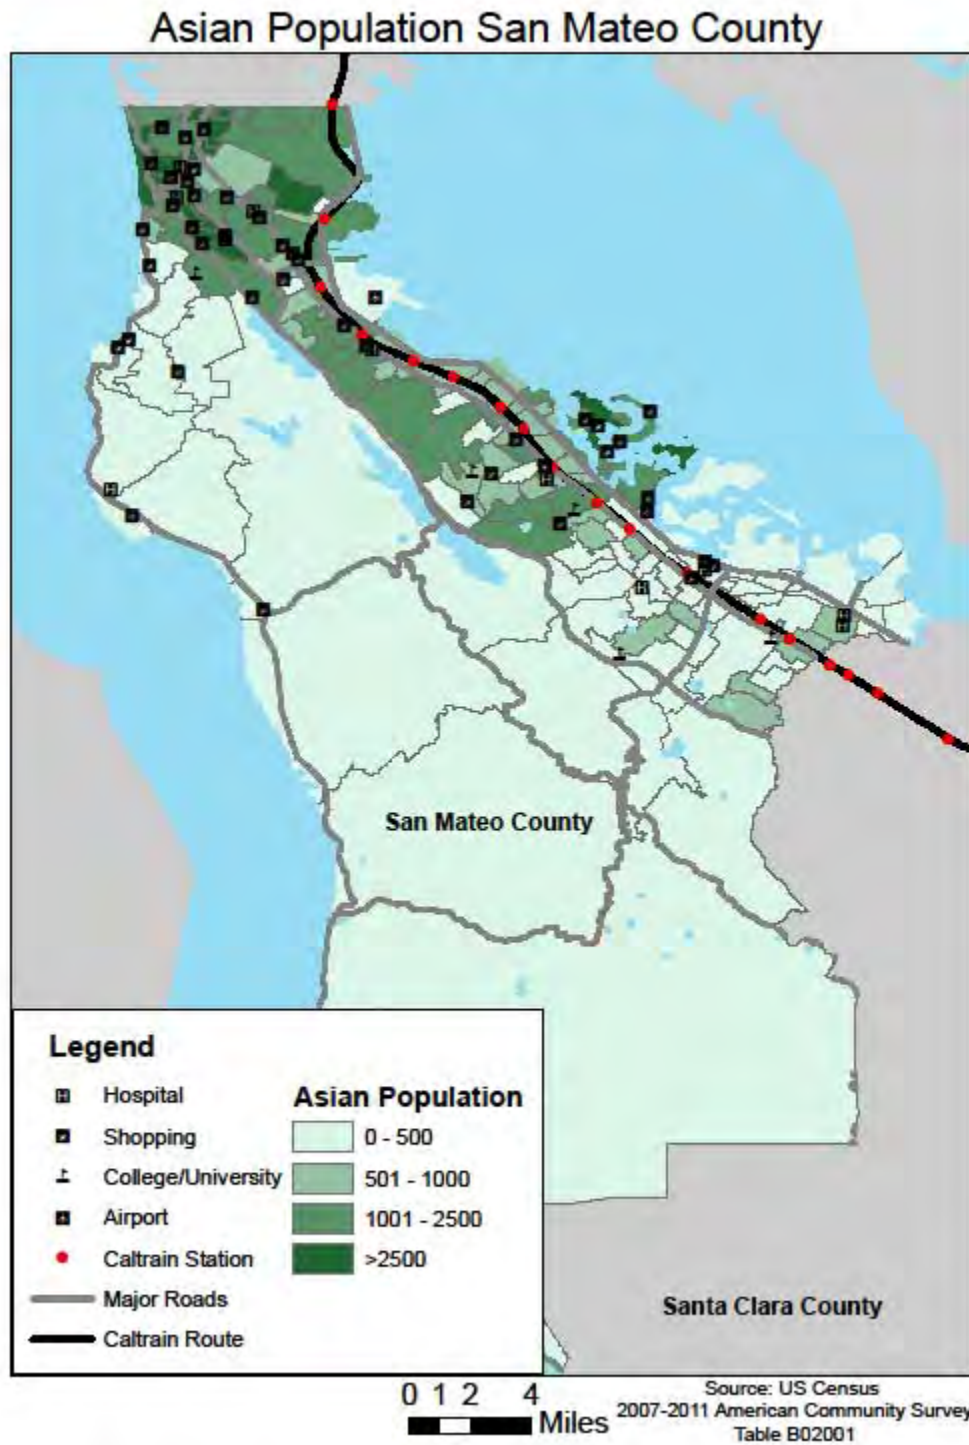 Asian Population San Mateo County
San Mateo County
Legend
Hospital
Shopping
College/University
Airport
Caltrain Station
Major Roads
Caltrain Route
Asian Population
0 - 500
501 - 1000
1001 - 2500
>2500
Santa Clara County
0 1 2 4
Miles
Source: US Census
2007-2011 American Community Survey
Table B02001